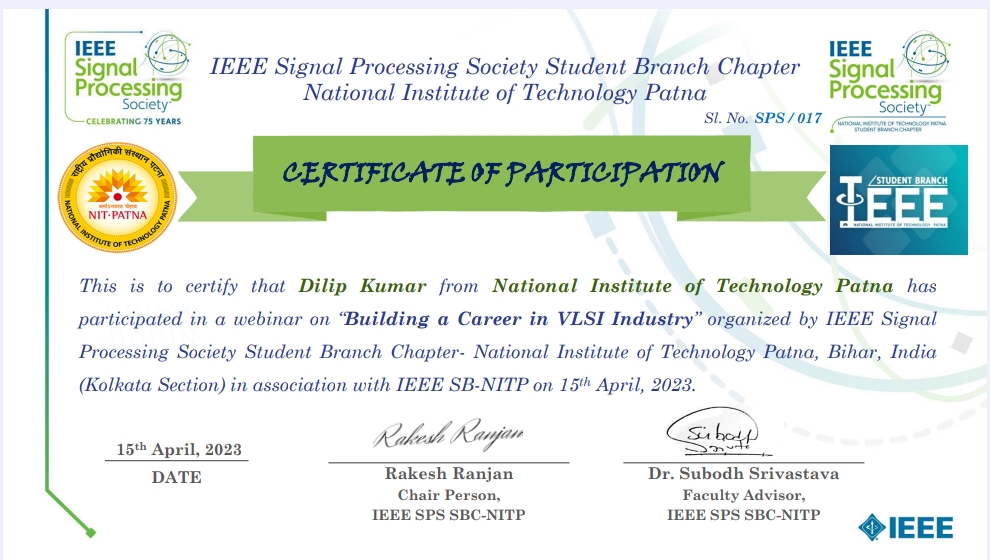 IEEE
Signal
Processing
Society
CELEBRATING 75 YEARS
IEEE Signal Processing Society Student Branch Chapter
National Institute of Technology Patna
Sl. No. SPS / 017
IEEE
Signal
Processing
Society
NATIONAL INSTITUTE OF TECHNOLOGY PATNA
STUDENT BRANCH CHAPTER
राष्ट्रीय प्रौद्योगिकी संस्थान पटना
NIT-PATNA
NATIONAL INSTITUTE OF TECHNOLOGY PATNA
CERTIFICATE OF PARTICIPATION
STUDENT BRANCH
IEEE
NATIONAL INSTITUTE OF TECHNOLOGY PATNA
This is to certify that Dilip Kumar from National Institute of Technology Patna has
participated in a webinar on “Building a Career in VLSI Industry” organized by IEEE Signal
Processing Society Student Branch Chapter- National Institute of Technology Patna, Bihar, India
(Kolkata Section) in association with IEEE SB-NITP on 15th April, 2023.
15th April, 2023
DATE
Rakesh Ranjan
Rakesh Ranjan
Chair Person,
IEEE SPS SBC-NITP
Subodh
Dr. Subodh Srivastava
Faculty Advisor,
IEEE SPS SBC-NITP
IEEE